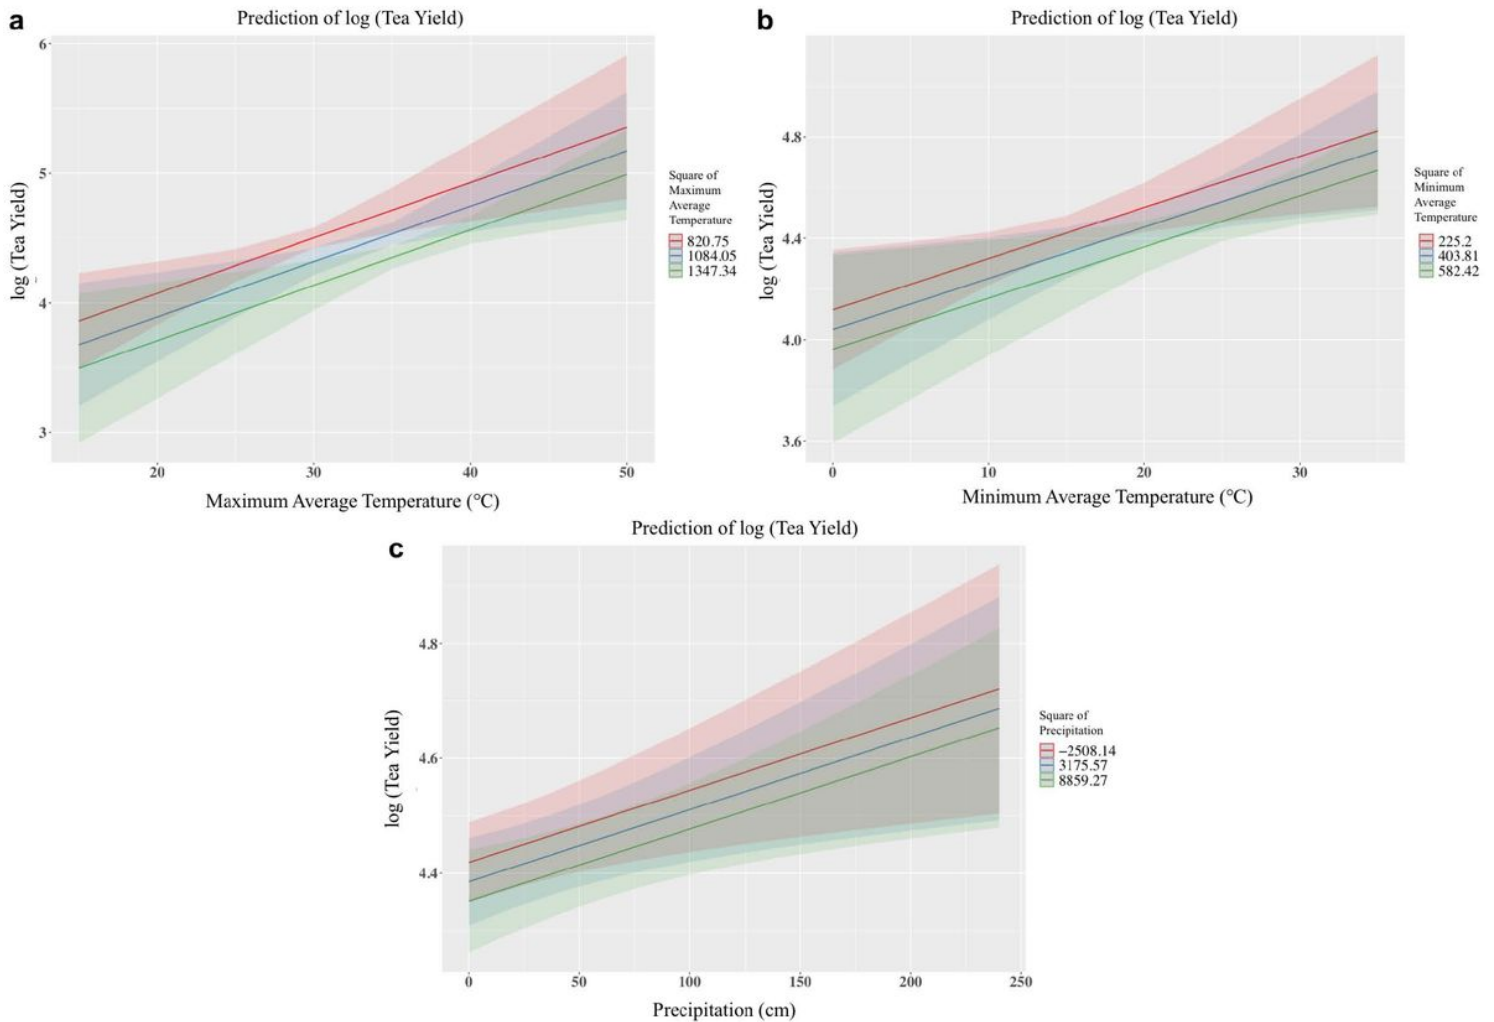 a
Prediction of log (Tea Yield)
6
5
4
3
log (Tea Yield)
20
30
40
50
Maximum Average Temperature (°C)
Square of
Maximum
Average
Temperature
820.75
1084.05
1347.34
b
Prediction of log (Tea Yield)
4.8
4.4
4.0
3.6
log (Tea Yield)
0
10
20
30
Minimum Average Temperature (°C)
Square of
Minimum
Average
Temperature
225.2
403.81
582.42
c
Prediction of log (Tea Yield)
4.8
4.6
4.4
log (Tea Yield)
0
50
100
150
200
250
Precipitation (cm)
Square of
Precipitation
−2508.14
3175.57
8859.27